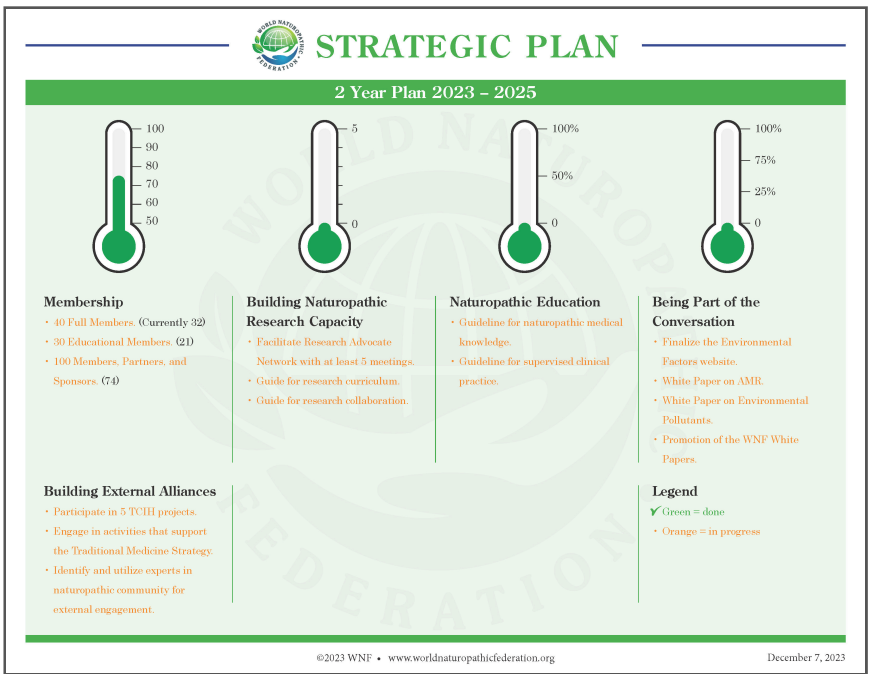 WORLD NATUROPATHIC
FEDERATION
STRATEGIC PLAN
2 Year Plan 2023 – 2025
100
90
80
70
60
50
5
0
100%
50%
0
100%
75%
25%
0
Membership
• 40 Full Members. (Currently 32)
• 30 Educational Members. (21)
• 100 Members, Partners, and
Sponsors. (74)
Building Naturopathic
Research Capacity
• Facilitate Research Advocate
Network with at least 5 meetings.
• Guide for research curriculum.
• Guide for research collaboration.
Naturopathic Education
• Guideline for naturopathic medical
knowledge.
• Guideline for supervised clinical
practice.
Being Part of the
Conversation
• Finalize the Environmental
Factors website.
• White Paper on AMR.
• White Paper on Environmental
Pollutants.
• Promotion of the WNF White
Papers.
Building External Alliances
• Participate in 5 TCIH projects.
• Engage in activities that support
the Traditional Medicine Strategy.
• Identify and utilize experts in
naturopathic community for
external engagement.
Legend
✓ Green = done
• Orange = in progress
WORLD NATUROPATHIC
FEDERATION
©2023 WNF • www.worldnaturopathicfederation.org
December 7, 2023